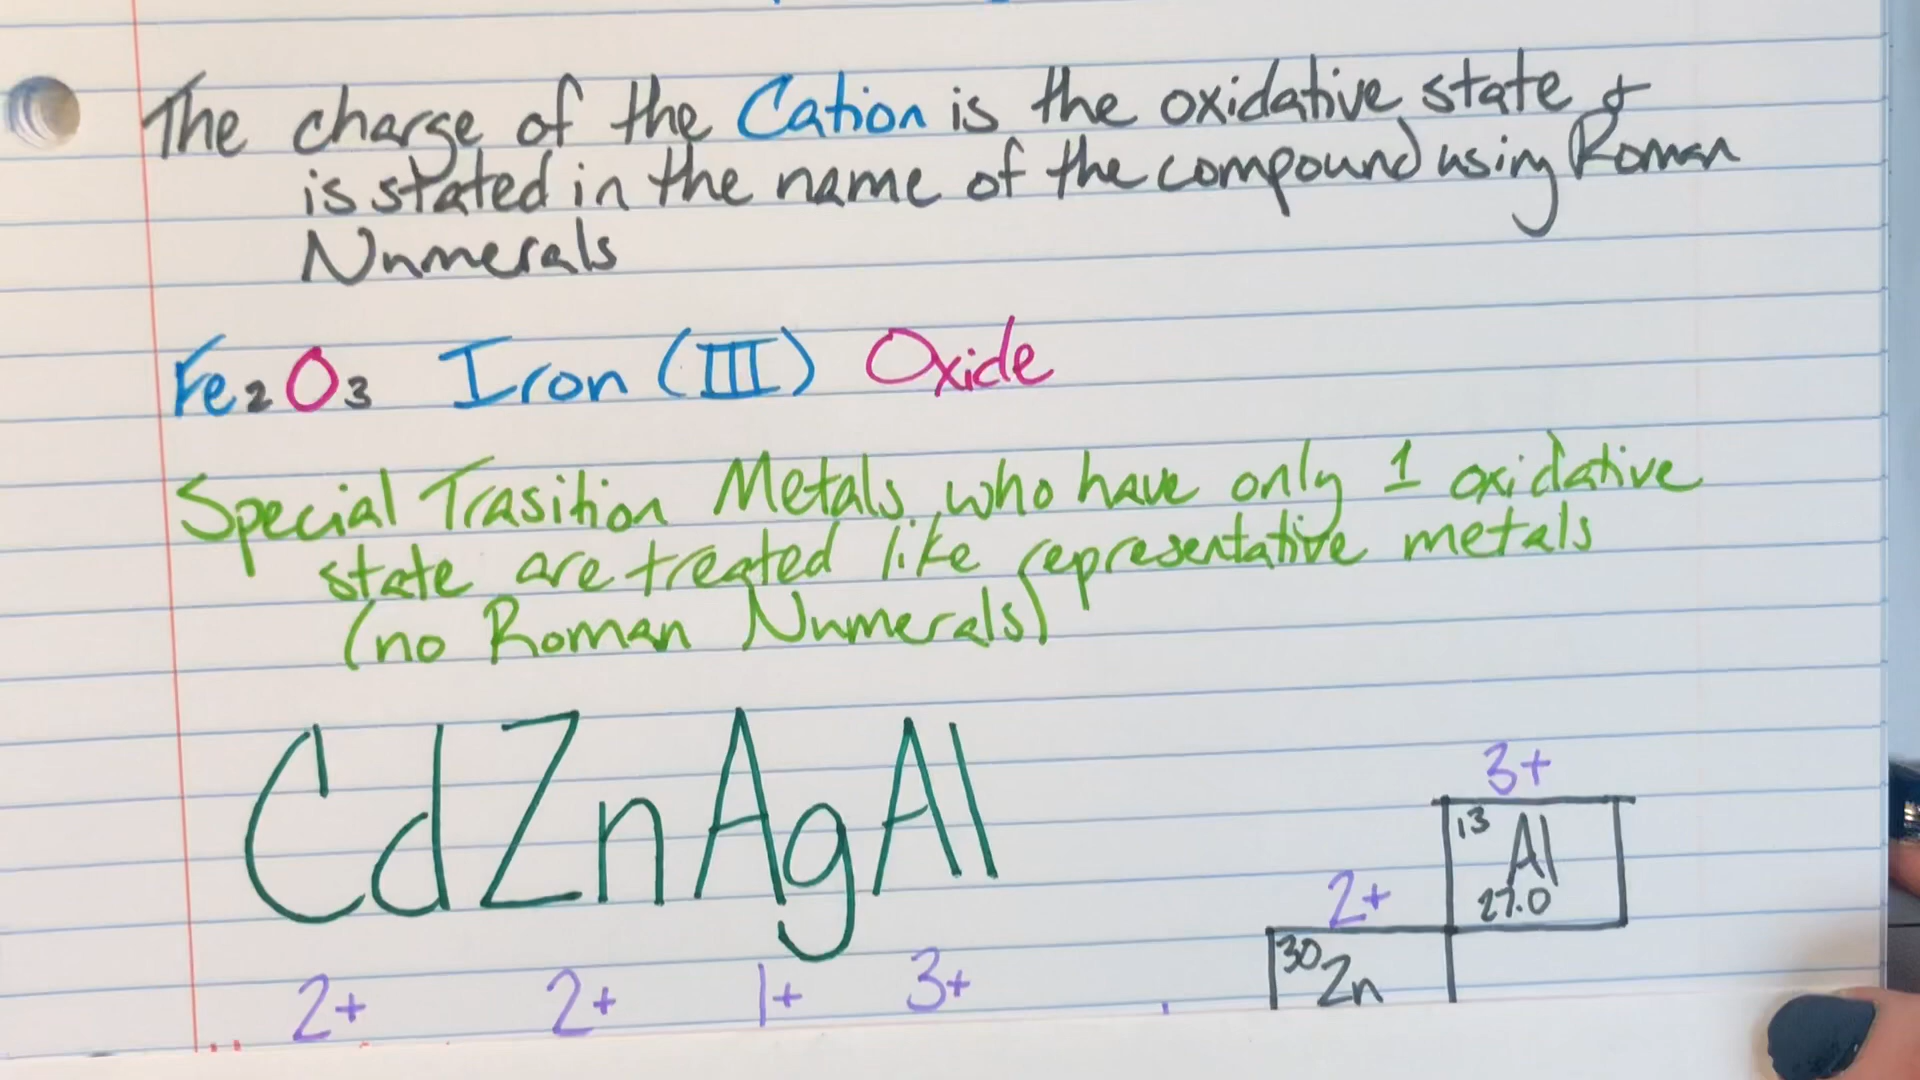 The charge of the Cation is the oxidative state &
is stated in the name of the compound using Roman
Numerals
Fe2O3 Iron (III) Oxide
Special Trasition Metals who have only 1 oxidative
state are treated like representative metals
(no Roman Numerals)
CdZnAgAl
2+ 2+ 1+ 3+
3+
13 Al
27.0
2+
30 Zn